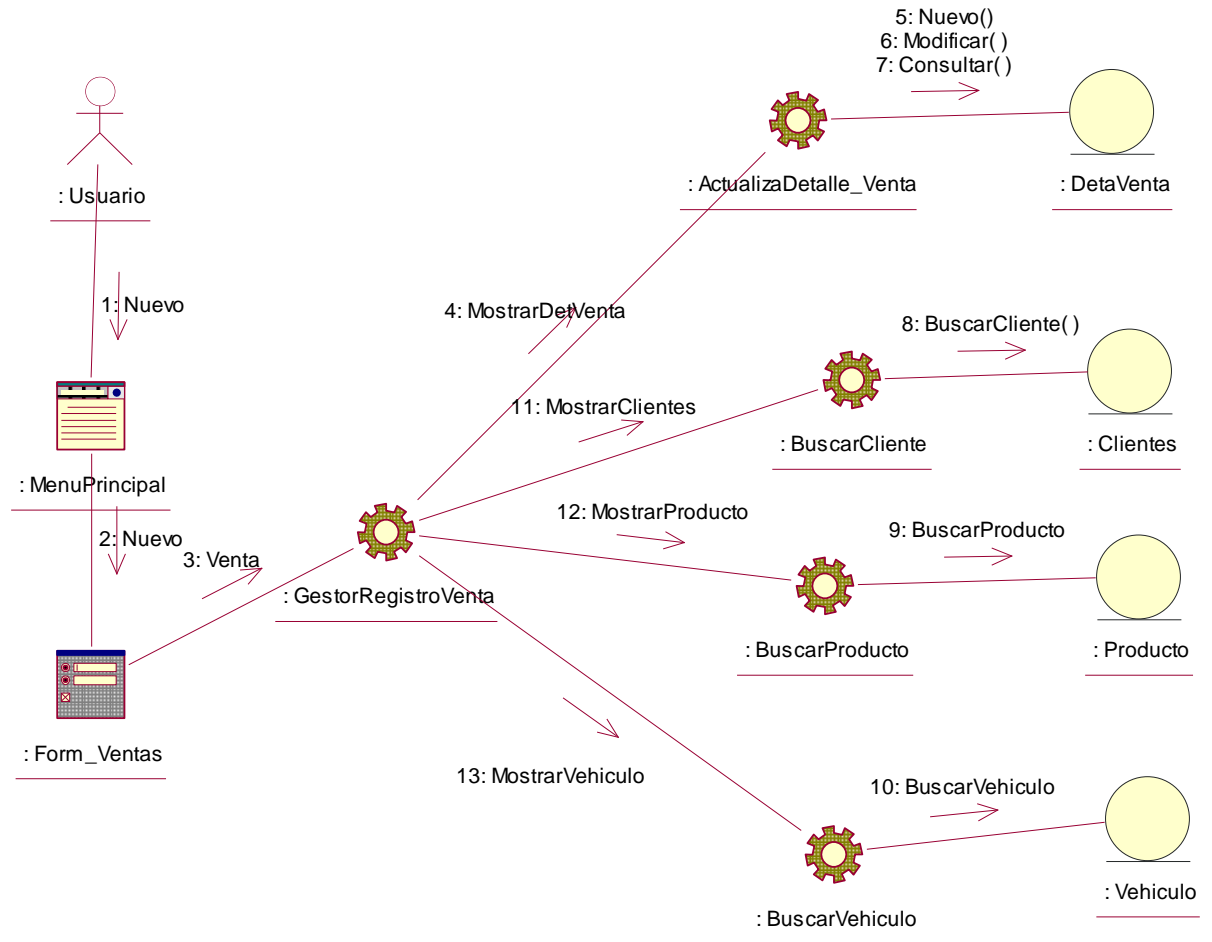 5: Nuevo()
6: Modificar( )
7: Consultar( )
: Usuario
: ActualizaDetalle_Venta
: DetaVenta
1: Nuevo
4: MostrarDetVenta
8: BuscarCliente( )
11: MostrarClientes
: BuscarCliente
: Clientes
: MenuPrincipal
12: MostrarProducto
9: BuscarProducto
2: Nuevo
3: Venta
: GestorRegistroVenta
: BuscarProducto
: Producto
: Form_Ventas
13: MostrarVehiculo
10: BuscarVehiculo
: Vehiculo
: BuscarVehiculo